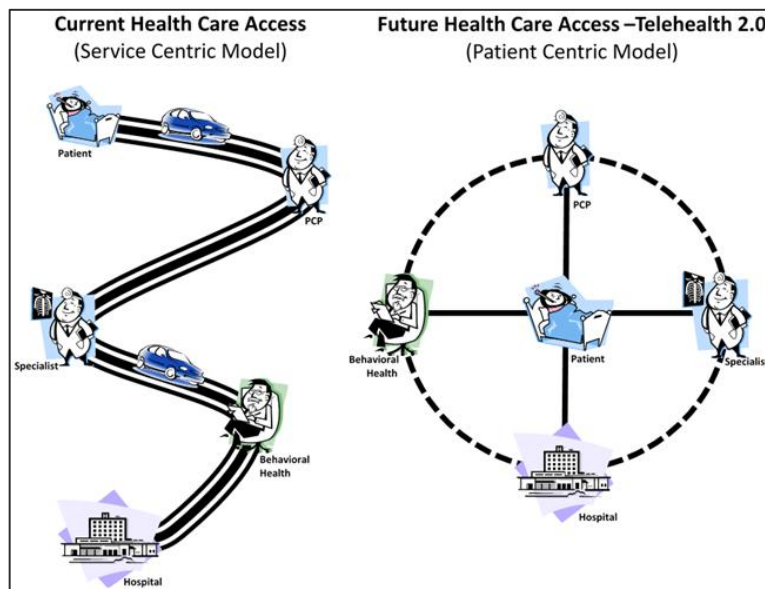 Current Health Care Access
(Service Centric Model)
Patient
PCP
Specialist
Behavioral
Health
Hospital
Future Health Care Access –Telehealth 2.0
(Patient Centric Model)
PCP
Behavioral
Health
Patient
Specialist
Hospital